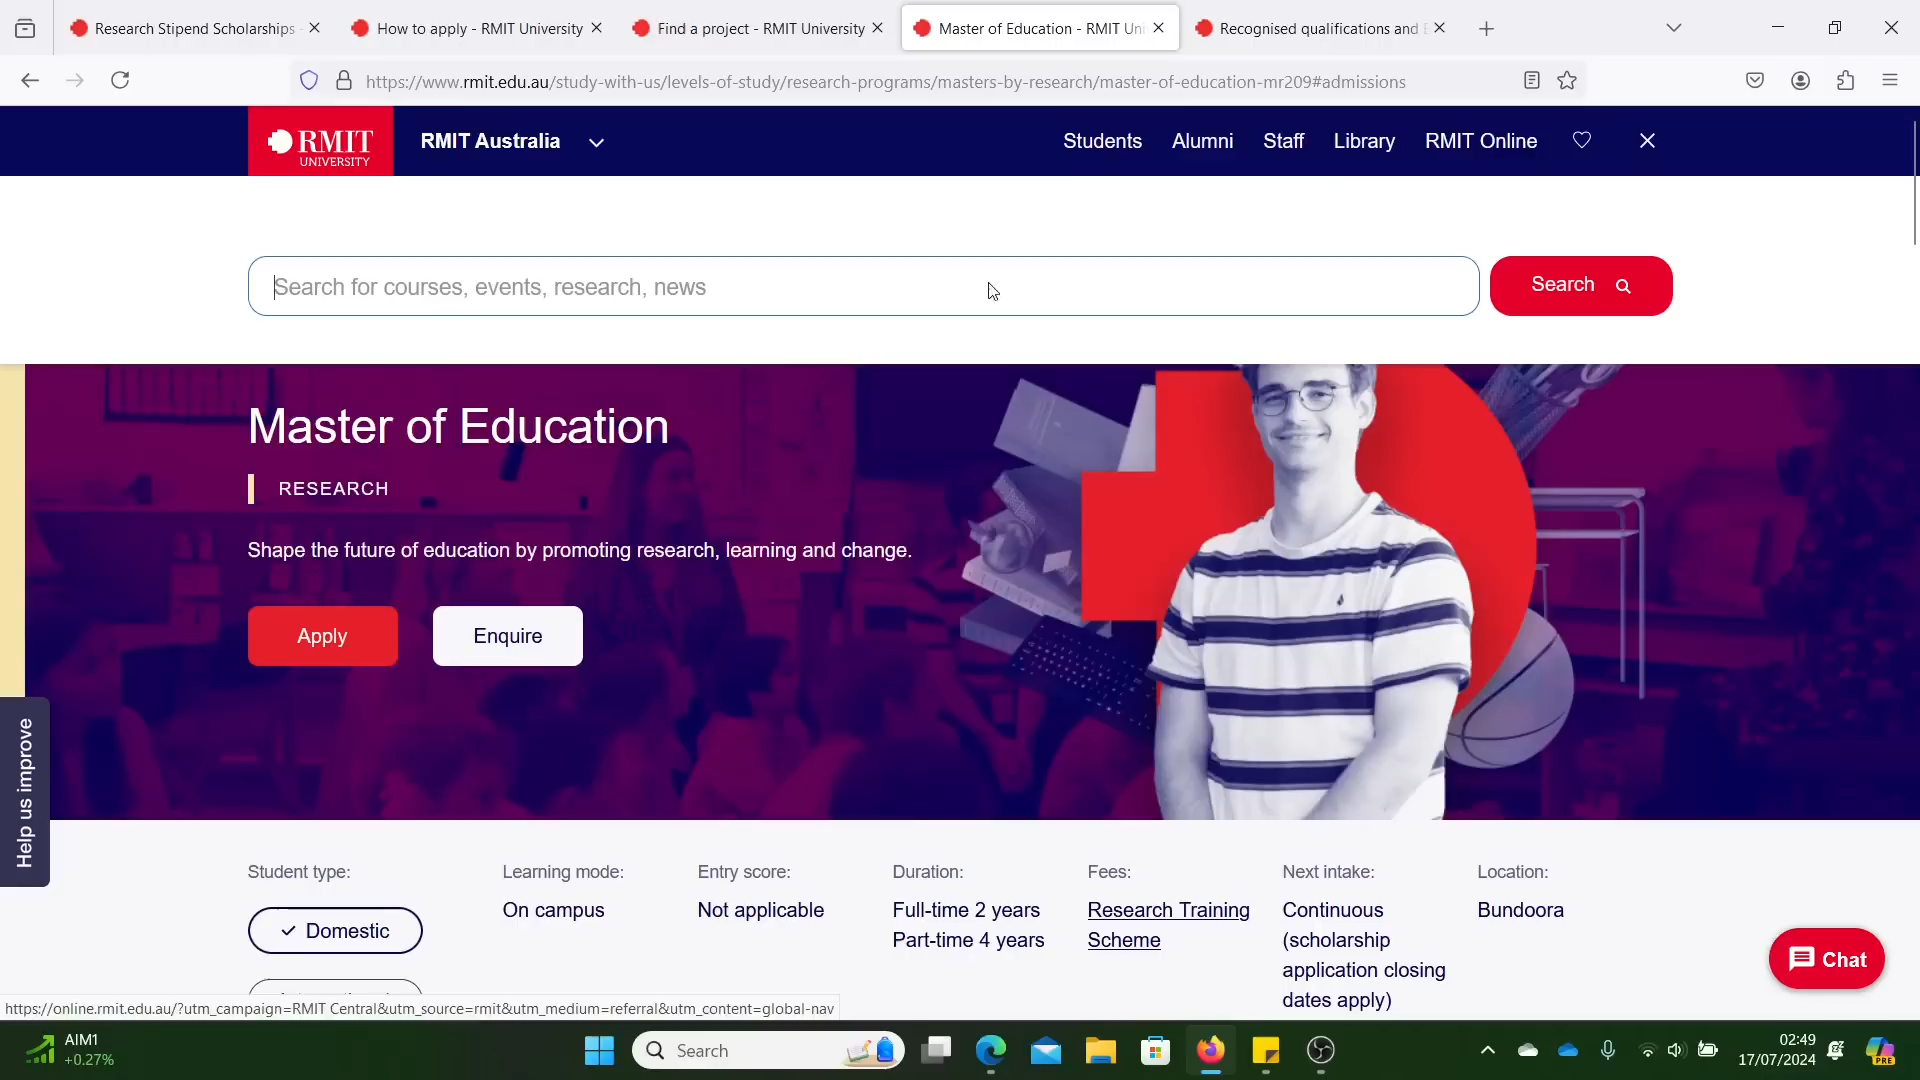 Research Stipend Scholarships -
How to apply - RMIT University
Find a project - RMIT University
Master of Education - RMIT Uni
Recognised qualifications and E
https://www.rmit.edu.au/study-with-us/levels-of-study/research-programs/masters-by-research/master-of-education-mr209#admissions
RMIT UNIVERSITY
RMIT Australia
Students
Alumni
Staff
Library
RMIT Online
Search for courses, events, research, news
Search
Master of Education
RESEARCH
Shape the future of education by promoting research, learning and change.
Apply
Enquire
Help us improve
Student type:
Domestic
Learning mode:
On campus
Entry score:
Not applicable
Duration:
Full-time 2 years
Part-time 4 years
Fees:
Research Training
Scheme
Next intake:
Continuous
(scholarship
application closing
dates apply)
Location:
Bundoora
Chat
https://online.rmit.edu.au/?utm_campaign=RMIT Central&utm_source=rmit&utm_medium=referral&utm_content=global-nav
AIM1
+0.27%
Search
02:49
17/07/2024
PRE